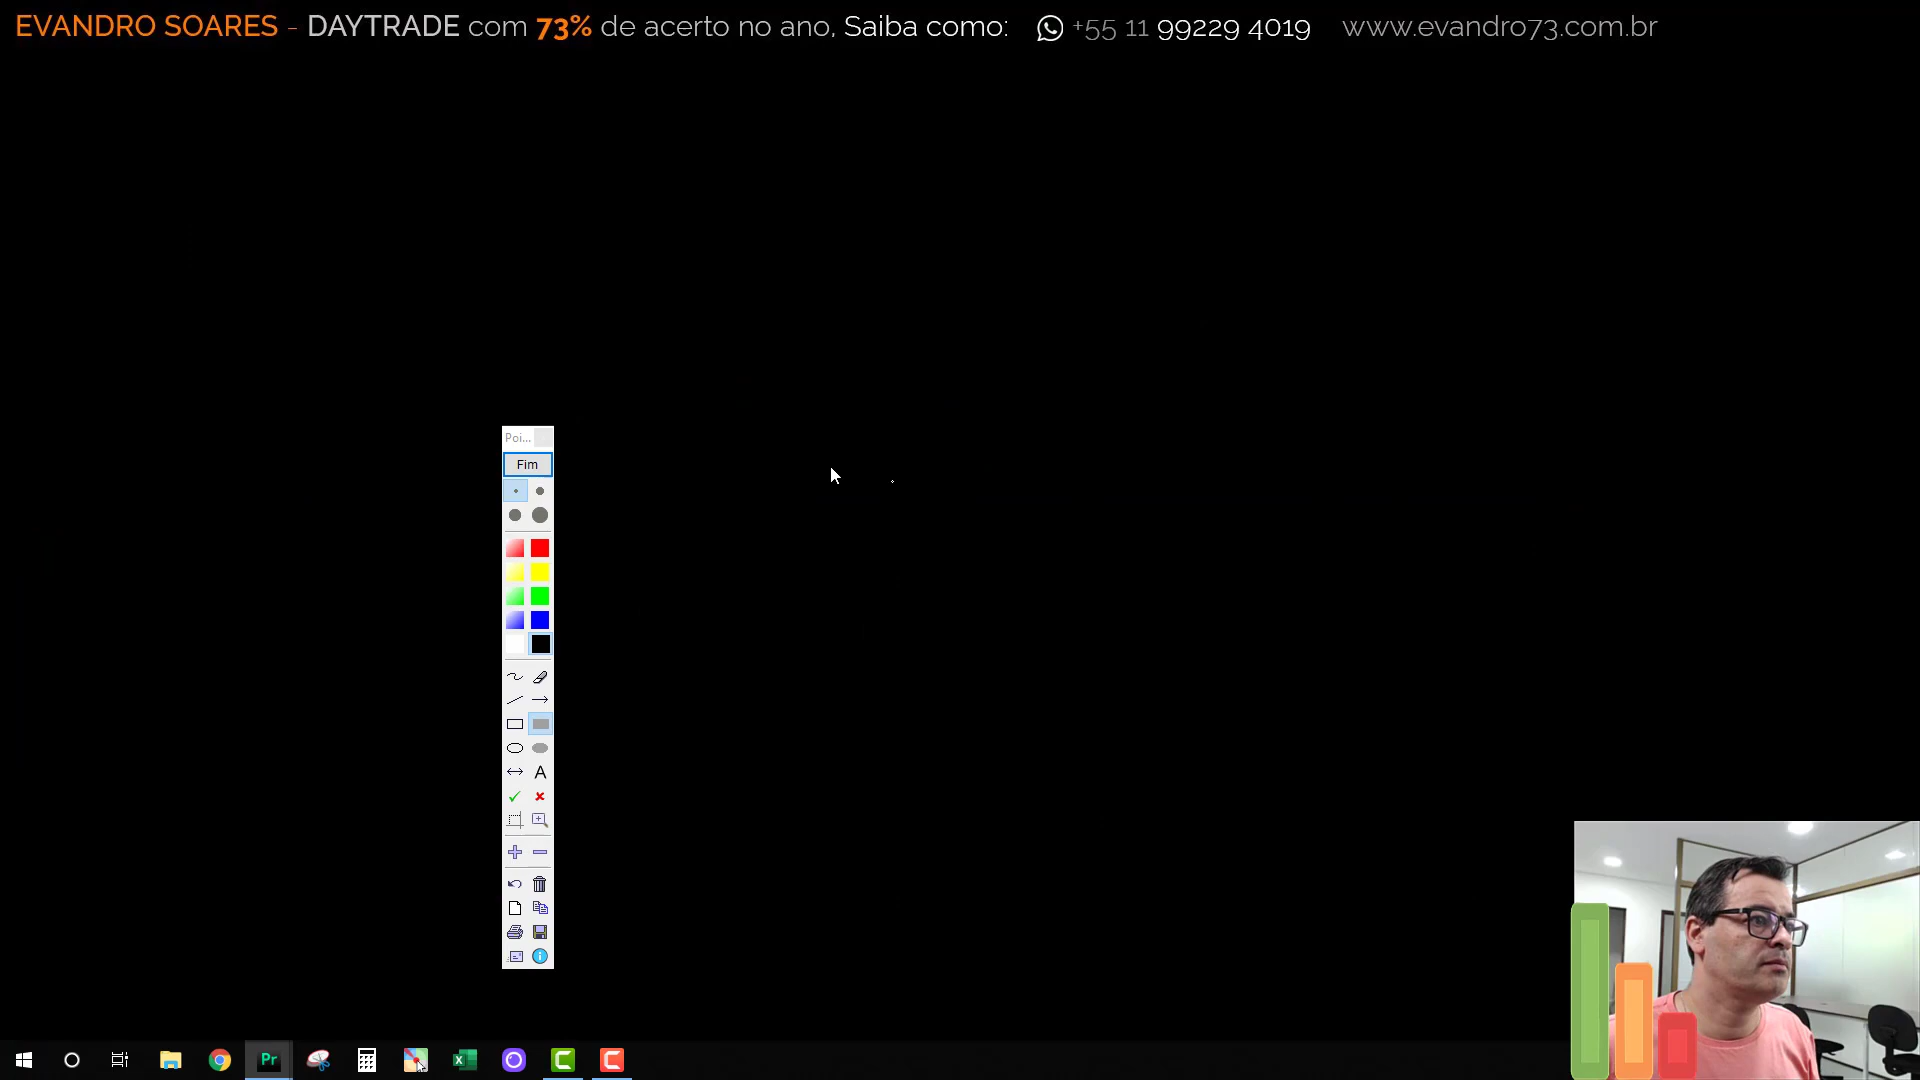 EVANDRO SOARES - DAYTRADE com 73% de acerto no ano, Saiba como: +55 11 99229 4019 www.evandro73.com.br
Poi...
Fim
A
Pr